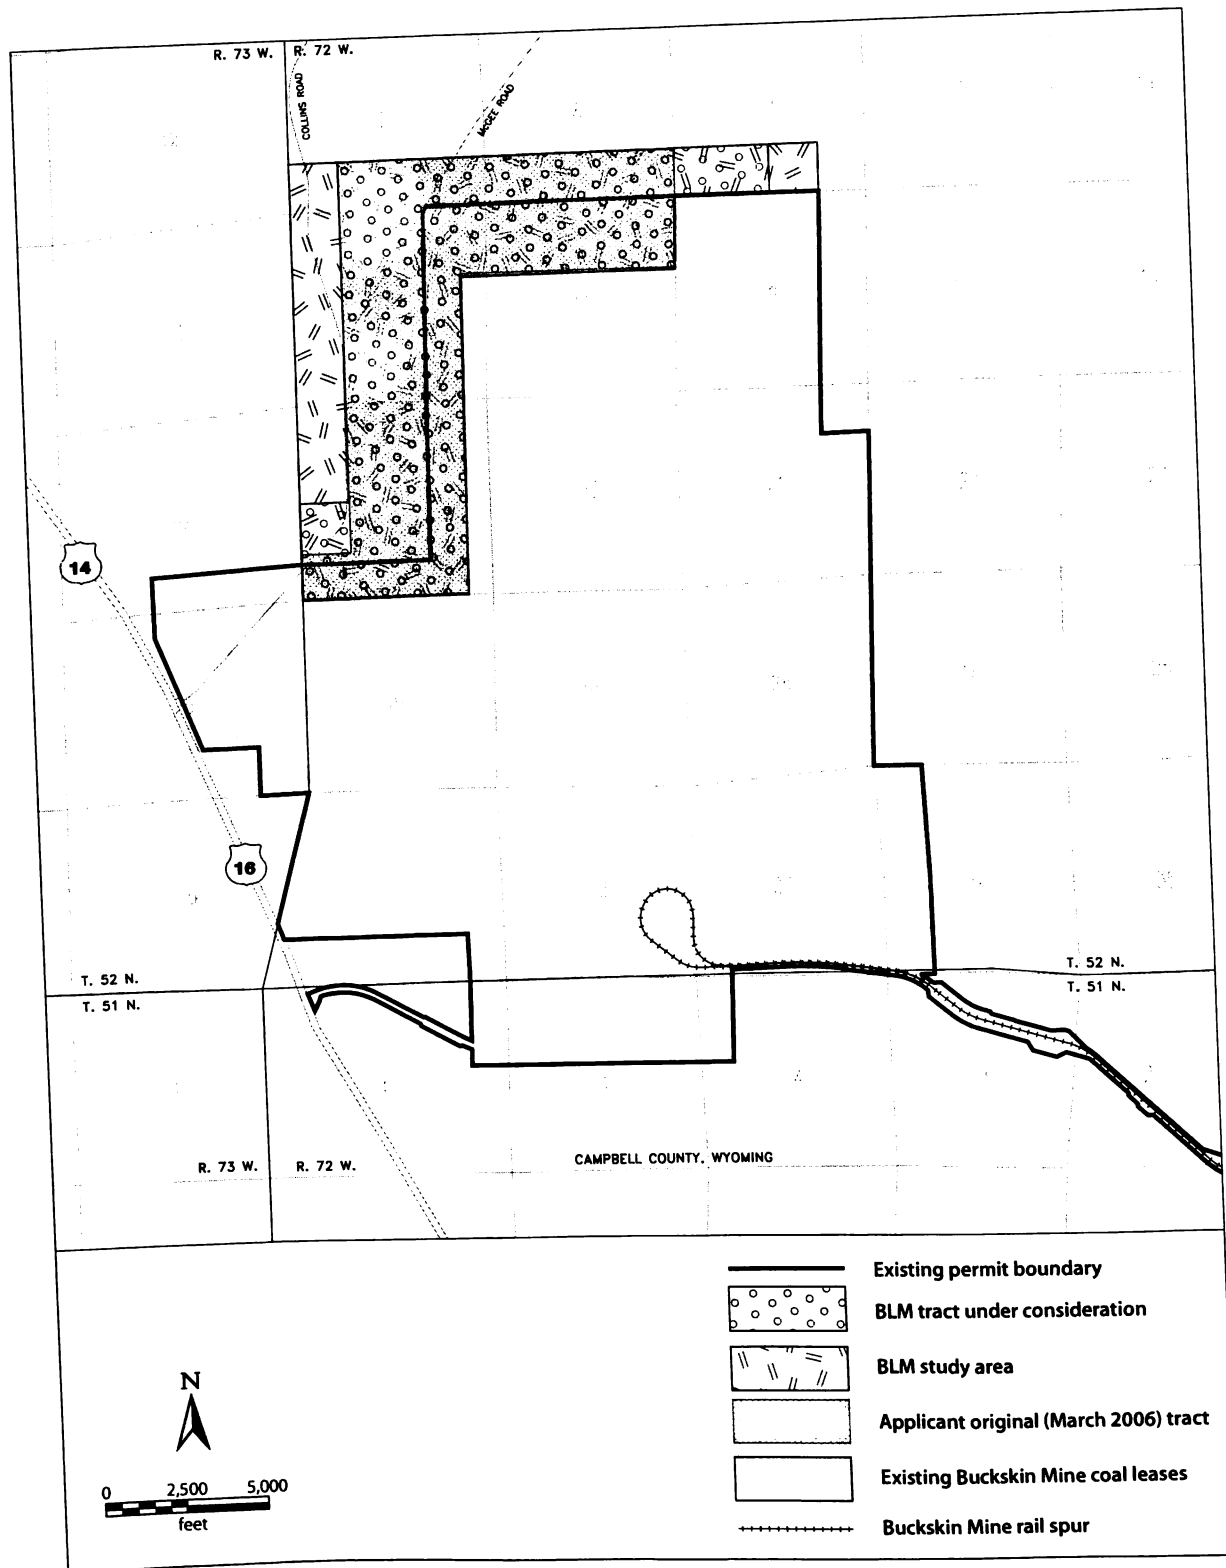 R. 73 W. R. 72 W.
COLLINS ROAD
McGEE ROAD
14
16
T. 52 N. T. 52 N.
T. 51 N. T. 51 N.
R. 73 W. R. 72 W.
CAMPBELL COUNTY, WYOMING
Existing permit boundary
BLM tract under consideration
BLM study area
Applicant original (March 2006) tract
Existing Buckskin Mine coal leases
Buckskin Mine rail spur
N
0 2,500 5,000
feet